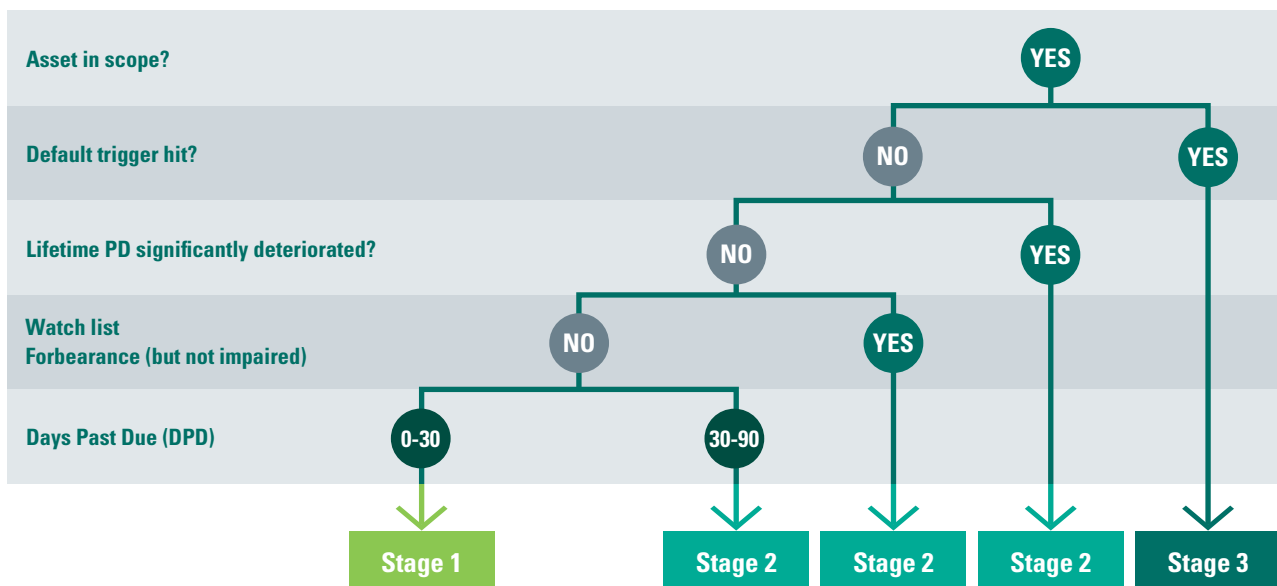 Asset in scope?
YES
Default trigger hit?
NO
YES
Lifetime PD significantly deteriorated?
NO
YES
Watch list
Forbearance (but not impaired)
NO
YES
Days Past Due (DPD)
0-30
30-90
Stage 1
Stage 2
Stage 2
Stage 2
Stage 3